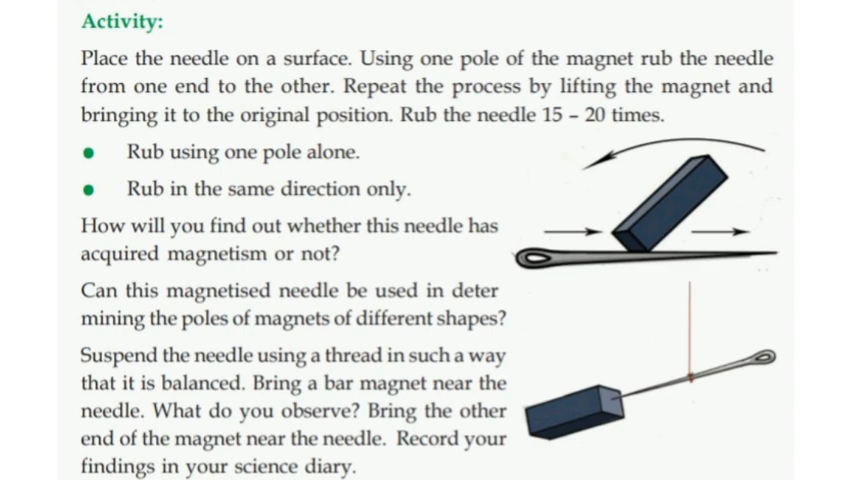 Activity:
Place the needle on a surface. Using one pole of the magnet rub the needle
from one end to the other. Repeat the process by lifting the magnet and
bringing it to the original position. Rub the needle 15 – 20 times.
● Rub using one pole alone.
● Rub in the same direction only.
How will you find out whether this needle has
acquired magnetism or not?
Can this magnetised needle be used in deter
mining the poles of magnets of different shapes?
Suspend the needle using a thread in such a way
that it is balanced. Bring a bar magnet near the
needle. What do you observe? Bring the other
end of the magnet near the needle. Record your
findings in your science diary.